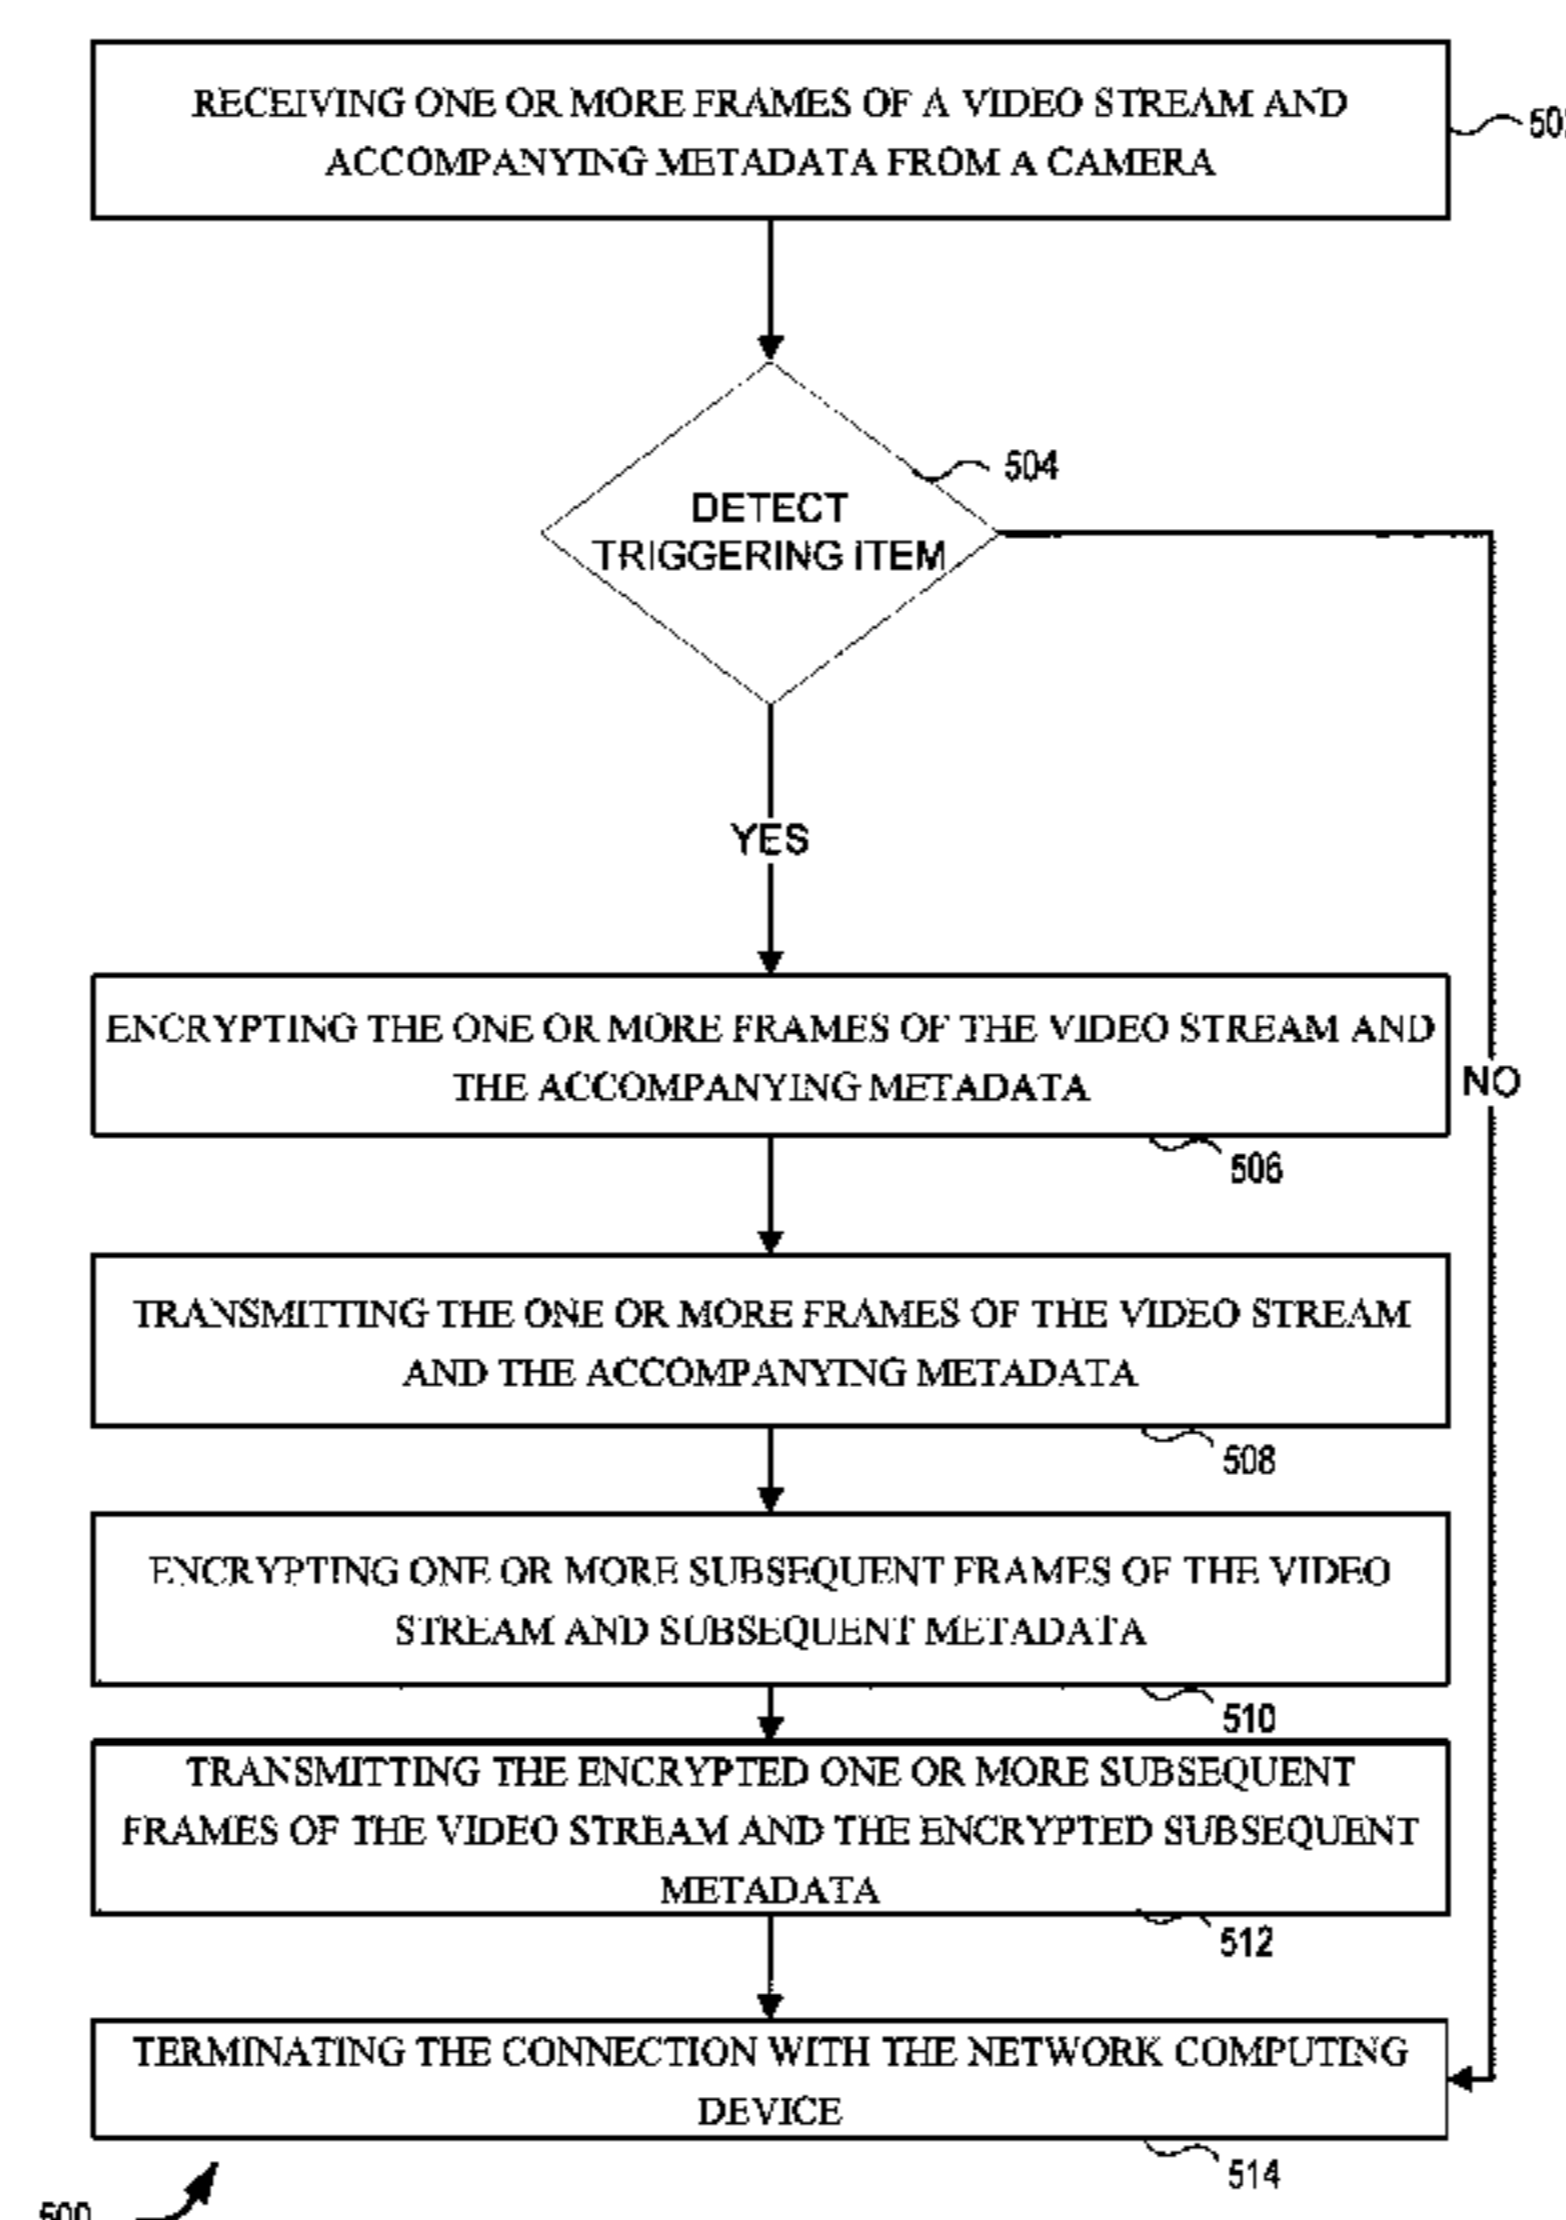 RECEIVING ONE OR MORE FRAMES OF A VIDEO STREAM AND
ACCOMPANYING METADATA FROM A CAMERA
504
DETECT
TRIGGERING ITEM
YES
ENCRYPTING THE ONE OR MORE FRAMES OF THE VIDEO STREAM AND
THE ACCOMPANYING METADATA
NO
506
TRANSMITTING THE ONE OR MORE FRAMES OF THE VIDEO STREAM
AND THE ACCOMPANYING METADATA
508
ENCRYPTING ONE OR MORE SUBSEQUENT FRAMES OF THE VIDEO
STREAM AND SUBSEQUENT METADATA
510
TRANSMITTING THE ENCRYPTED ONE OR MORE SUBSEQUENT
FRAMES OF THE VIDEO STREAM AND THE ENCRYPTED SUBSEQUENT
METADATA
512
TERMINATING THE CONNECTION WITH THE NETWORK COMPUTING
DEVICE
514
500